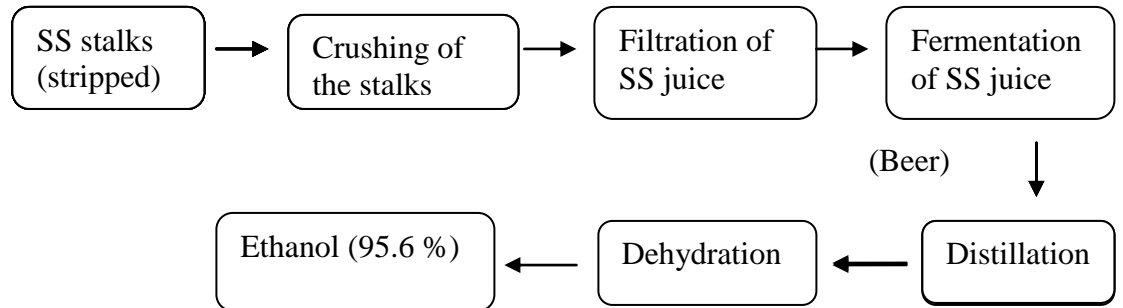 SS stalks
(stripped)
Crushing of
the stalks
Filtration of
SS juice
Fermentation
of SS juice
(Beer)
Distillation
Dehydration
Ethanol (95.6 %)